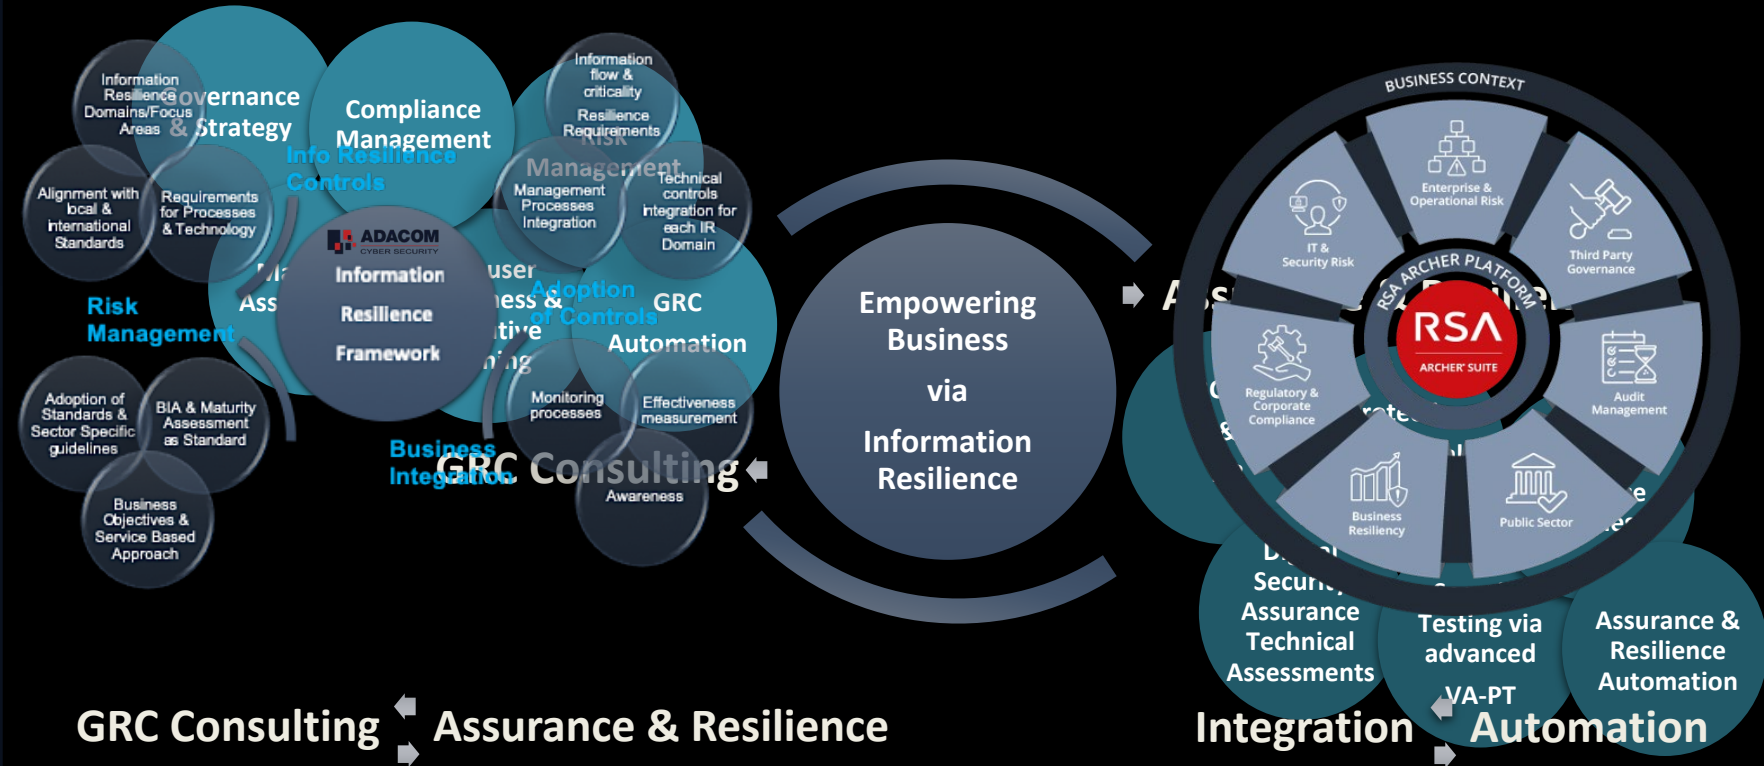 Information
Resilience
Domains/Focus
Areas
Governance
& Strategy
Compliance
Management
Information
flow &
criticality
Resilience
Requirements
Risk
Management
Info Resilience
Controls
Alignment with
local &
international
Standards
Requirements
for Processes
& Technology
Management
Processes
Integration
Technical
controls
integration for
each IR
Domain
ADACOM
CYBER SECURITY
Information
Resilience
Framework
user
& 
Adoption
of Controls
GRC
Automation
Risk
Management
Adoption of
Standards &
Sector Specific
guidelines
BIA & Maturity
Assessment
as Standard
Business
Objectives &
Service Based
Approach
Monitoring
processes
Effectiveness
measurement
Awareness
Business
Integration
GRC Consulting
Empowering
Business
via
Information
Resilience
BUSINESS CONTEXT
Enterprise &
Operational Risk
IT &
Security Risk
Third Party
Governance
RSA ARCHER PLATFORM
RSA
ARCHER® SUITE
Regulatory &
Corporate
Compliance
Audit
Management
Business
Resiliency
Public Sector
Digital
Security
Assurance
Technical
Assessments
Testing via
advanced
VA-PT
Assurance &
Resilience
Automation
GRC Consulting
Assurance & Resilience
Integration
Automation